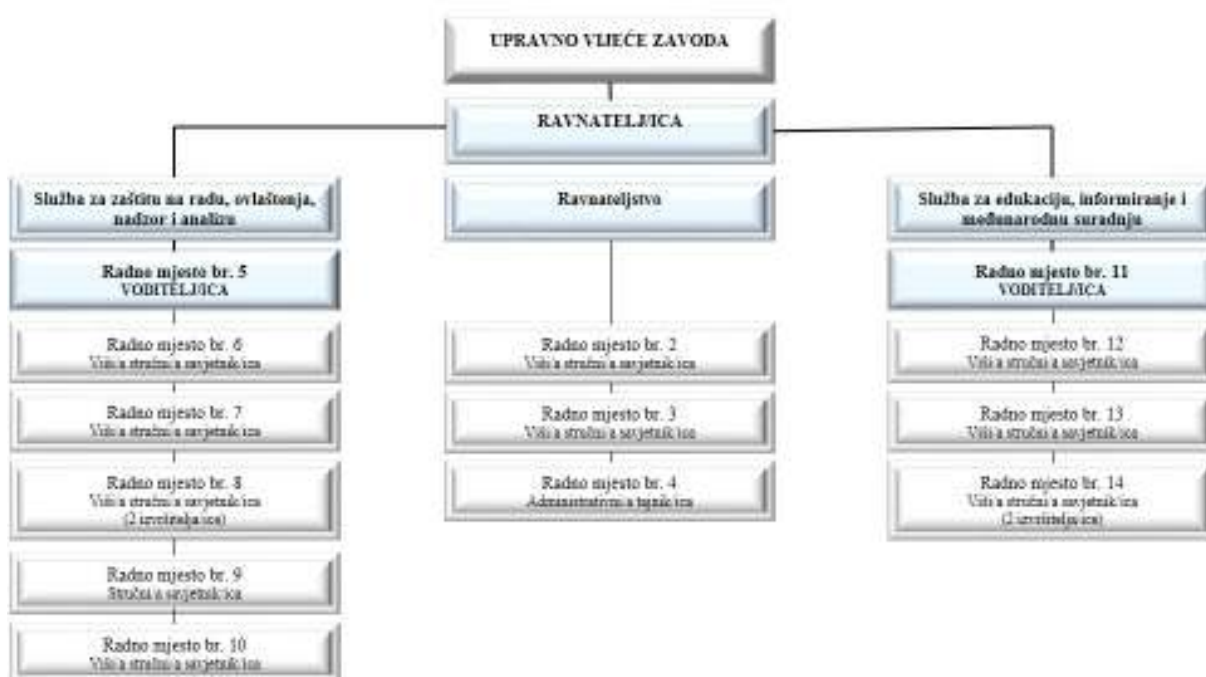 UPRAVNO VIJEĆE ZAVODA
RAVNATELJ/ICA
Služba za zaštitu na radu, ovlaštenja,
nadzor i analizu
Radno mjesto br. 5
VODITELJ/ICA
Radno mjesto br. 6
Viši/a stručni/a savjetnik/ica
Radno mjesto br. 7
Viši/a stručni/a savjetnik/ica
Radno mjesto br. 8
Viši/a stručni/a savjetnik/ica
(2 izvršitelja/ica)
Radno mjesto br. 9
Stručni/a savjetnik/ica
Radno mjesto br. 10
Viši/a stručni/a savjetnik/ica
Ravnateljstvo
Radno mjesto br. 2
Viši/a stručni/a savjetnik/ica
Radno mjesto br. 3
Viši/a stručni/a savjetnik/ica
Radno mjesto br. 4
Administrativni/a tajnik/ica
Služba za edukaciju, informiranje i
međunarodnu suradnju
Radno mjesto br. 11
VODITELJ/ICA
Radno mjesto br. 12
Viši/a stručni/a savjetnik/ica
Radno mjesto br. 13
Viši/a stručni/a savjetnik/ica
Radno mjesto br. 14
Viši/a stručni/a savjetnik/ica
(2 izvršitelja/ica)